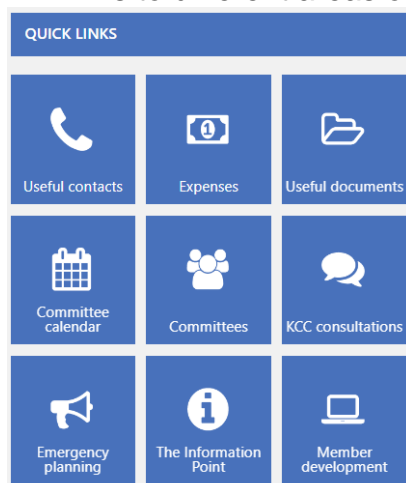 QUICK LINKS
Useful contacts
Expenses
Useful documents
Committee
calendar
Committees
KCC consultations
Emergency
planning
The Information
Point
Member
development